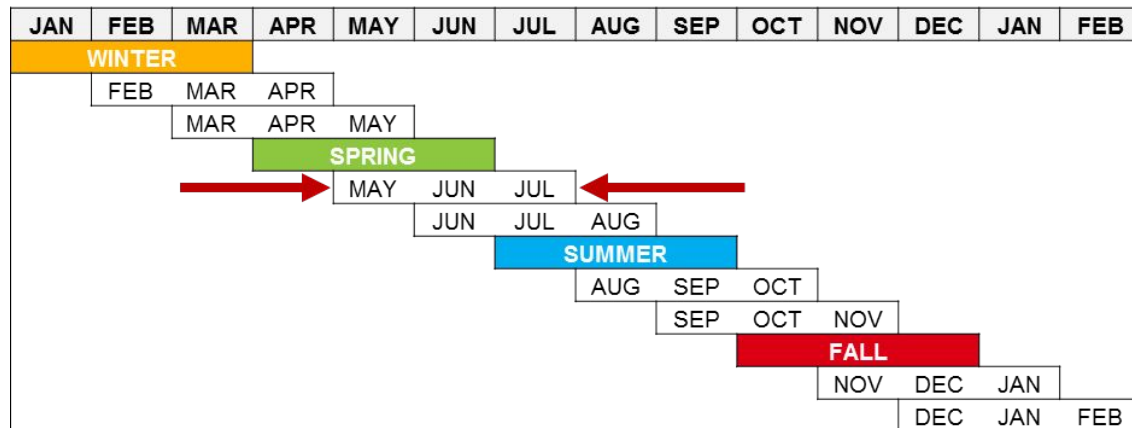 JAN FEB MAR APR MAY JUN JUL AUG SEP OCT NOV DEC JAN FEB
WINTER
FEB MAR APR
MAR APR MAY
SPRING
MAY JUN JUL
JUN JUL AUG
SUMMER
AUG SEP OCT
SEP OCT NOV
FALL
NOV DEC JAN
DEC JAN FEB